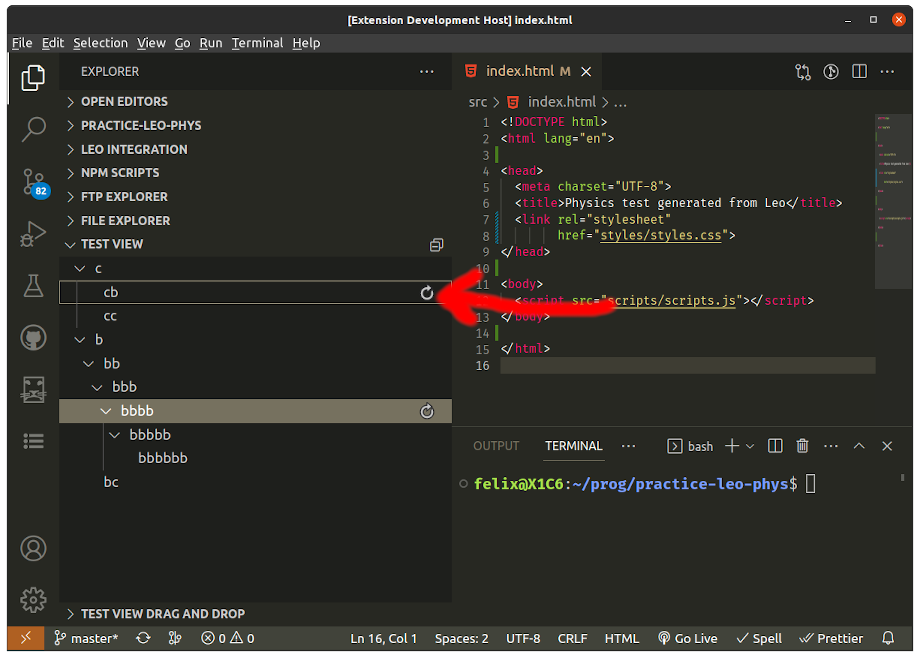 [Extension Development Host] index.html
File Edit Selection View Go Run Terminal Help
EXPLORER
OPEN EDITORS
PRACTICE-LEO-PHYS
LEO INTEGRATION
NPM SCRIPTS
FTP EXPLORER
FILE EXPLORER
TEST VIEW
c
cb
cc
b
bb
bbb
bbbb
bbbbb
bbbbbb
bc
TEST VIEW DRAG AND DROP
82
index.html M
src > index.html > ...
1 <!DOCTYPE html>
2 <html lang="en">
3
4 <head>
5 <meta charset="UTF-8">
6 <title>Physics test generated from Leo</title>
7 <link rel="stylesheet"
8 href="styles/styles.css">
9 </head>
10
11 <body>
<script src="scripts/scripts.js"></script>
13 </body>
14
15 </html>
16
OUTPUT TERMINAL ... bash
felix@X1C6:~/prog/practice-leo-phys$
master* 0 0 Ln 16, Col 1 Spaces: 2 UTF-8 CRLF HTML Go Live Spell Prettier